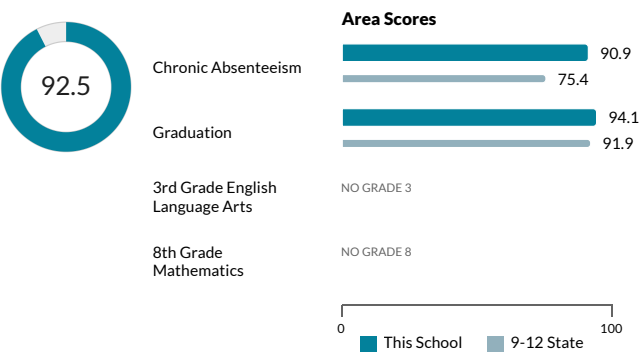 Area Scores
92.5
Chronic Absenteeism
90.9
75.4
Graduation
94.1
91.9
3rd Grade English
Language Arts
NO GRADE 3
8th Grade
Mathematics
NO GRADE 8
0
100
This School
9-12 State